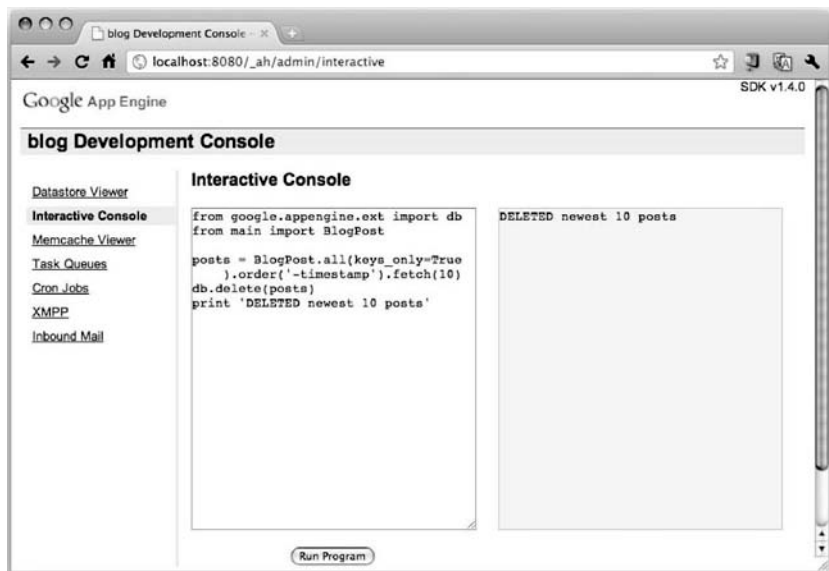 blog Development Console - ×
localhost:8080/_ah/admin/interactive
SDK v1.4.0
Google App Engine
blog Development Console
Datastore Viewer
Interactive Console
Memcache Viewer
Task Queues
Cron Jobs
XMPP
Inbound Mail
Interactive Console
from google.appengine.ext import db
from main import BlogPost
posts = BlogPost.all(keys_only=True
).order('-timestamp').fetch(10)
db.delete(posts)
print 'DELETED newest 10 posts'
DELETED newest 10 posts
Run Program